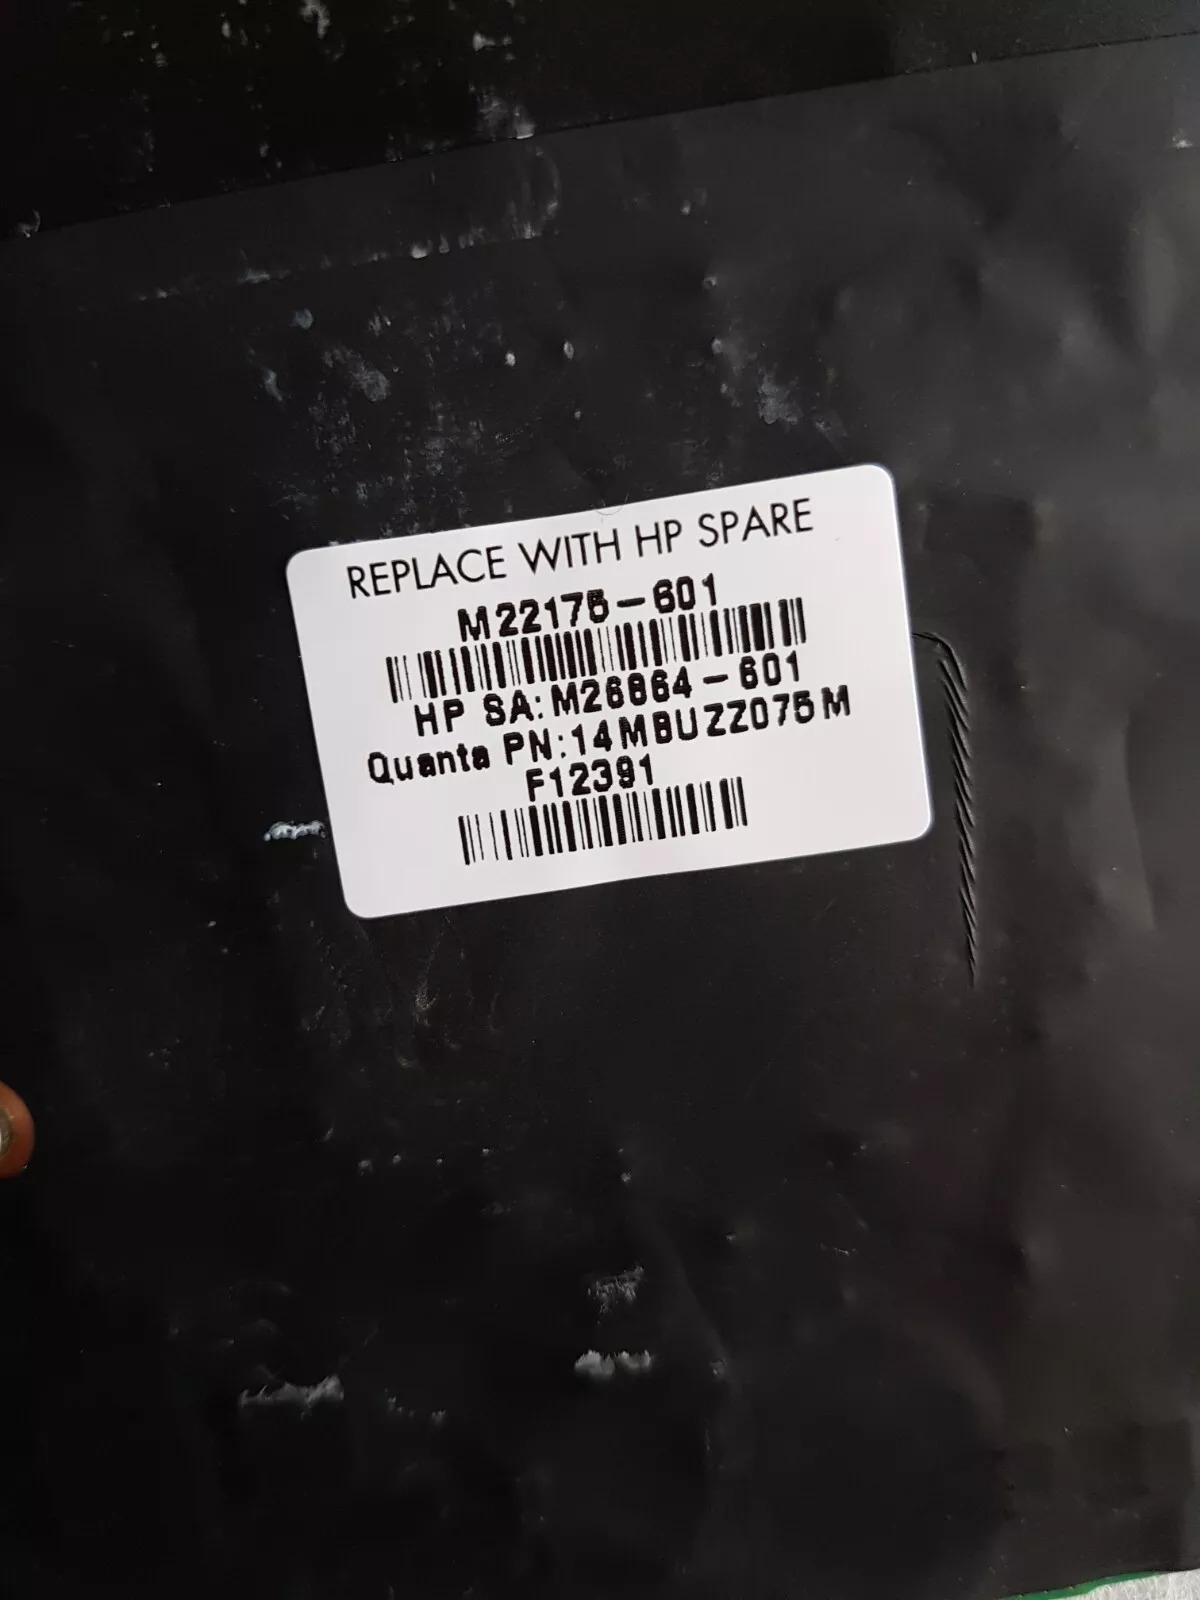 REPLACE WITH HP SPARE
M22175-601
HP SA:M26864-601
Quanta PN:14MBUZZ075M
F12391